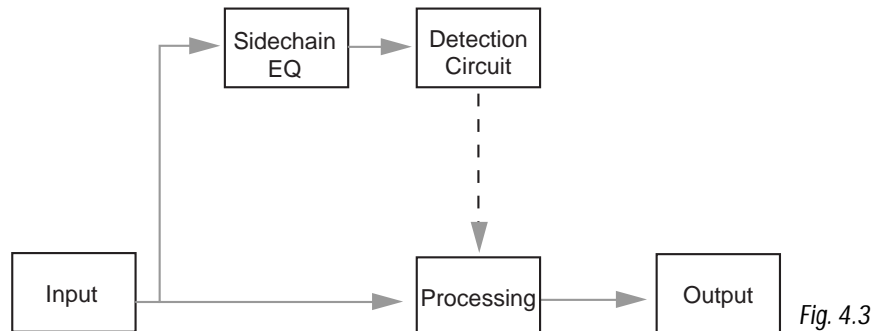 Sidechain
EQ
Detection
Circuit
Input
Processing
Output
Fig. 4.3